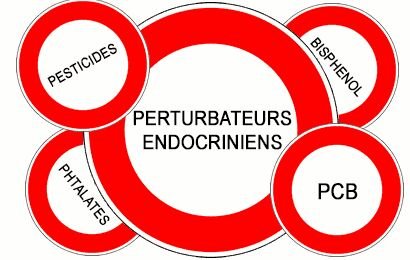 PESTICIDES
BISPHENOL
PERTURBATEURS
ENDOCRINIENS
PHTALATES
PCB